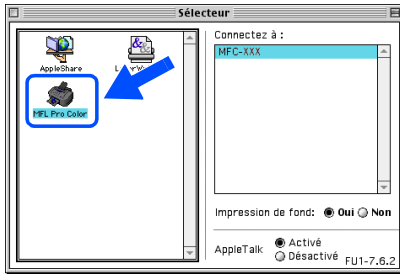 Sélecteur
AppleShare
Connectez à :
MFC-XXX
MFL Pro Color
Impression de fond: Oui Non
AppleTalk
Activé
Désactivé
FU1-7.6.2